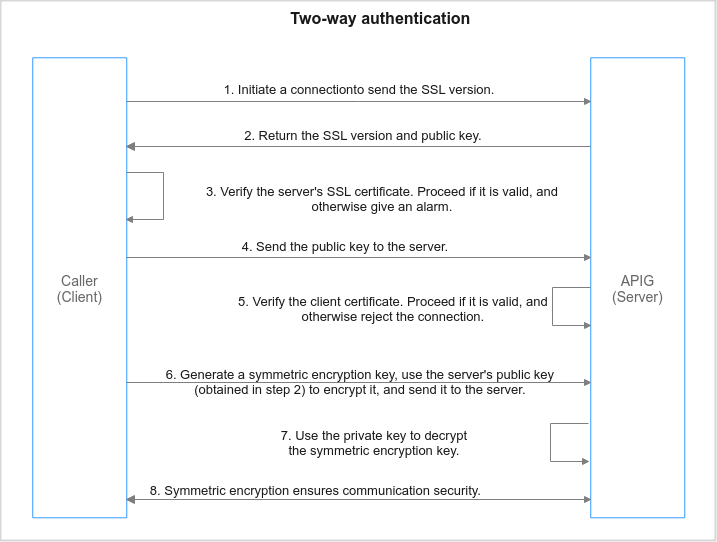 Two-way authentication
1. Initiate a connectionto send the SSL version.
2. Return the SSL version and public key.
3. Verify the server's SSL certificate. Proceed if it is valid, and
otherwise give an alarm.
4. Send the public key to the server.
Caller
(Client)
APIG
(Server)
5. Verify the client certificate. Proceed if it is valid, and
otherwise reject the connection.
6. Generate a symmetric encryption key, use the server's public key
(obtained in step 2) to encrypt it, and send it to the server.
7. Use the private key to decrypt
the symmetric encryption key.
8. Symmetric encryption ensures communication security.